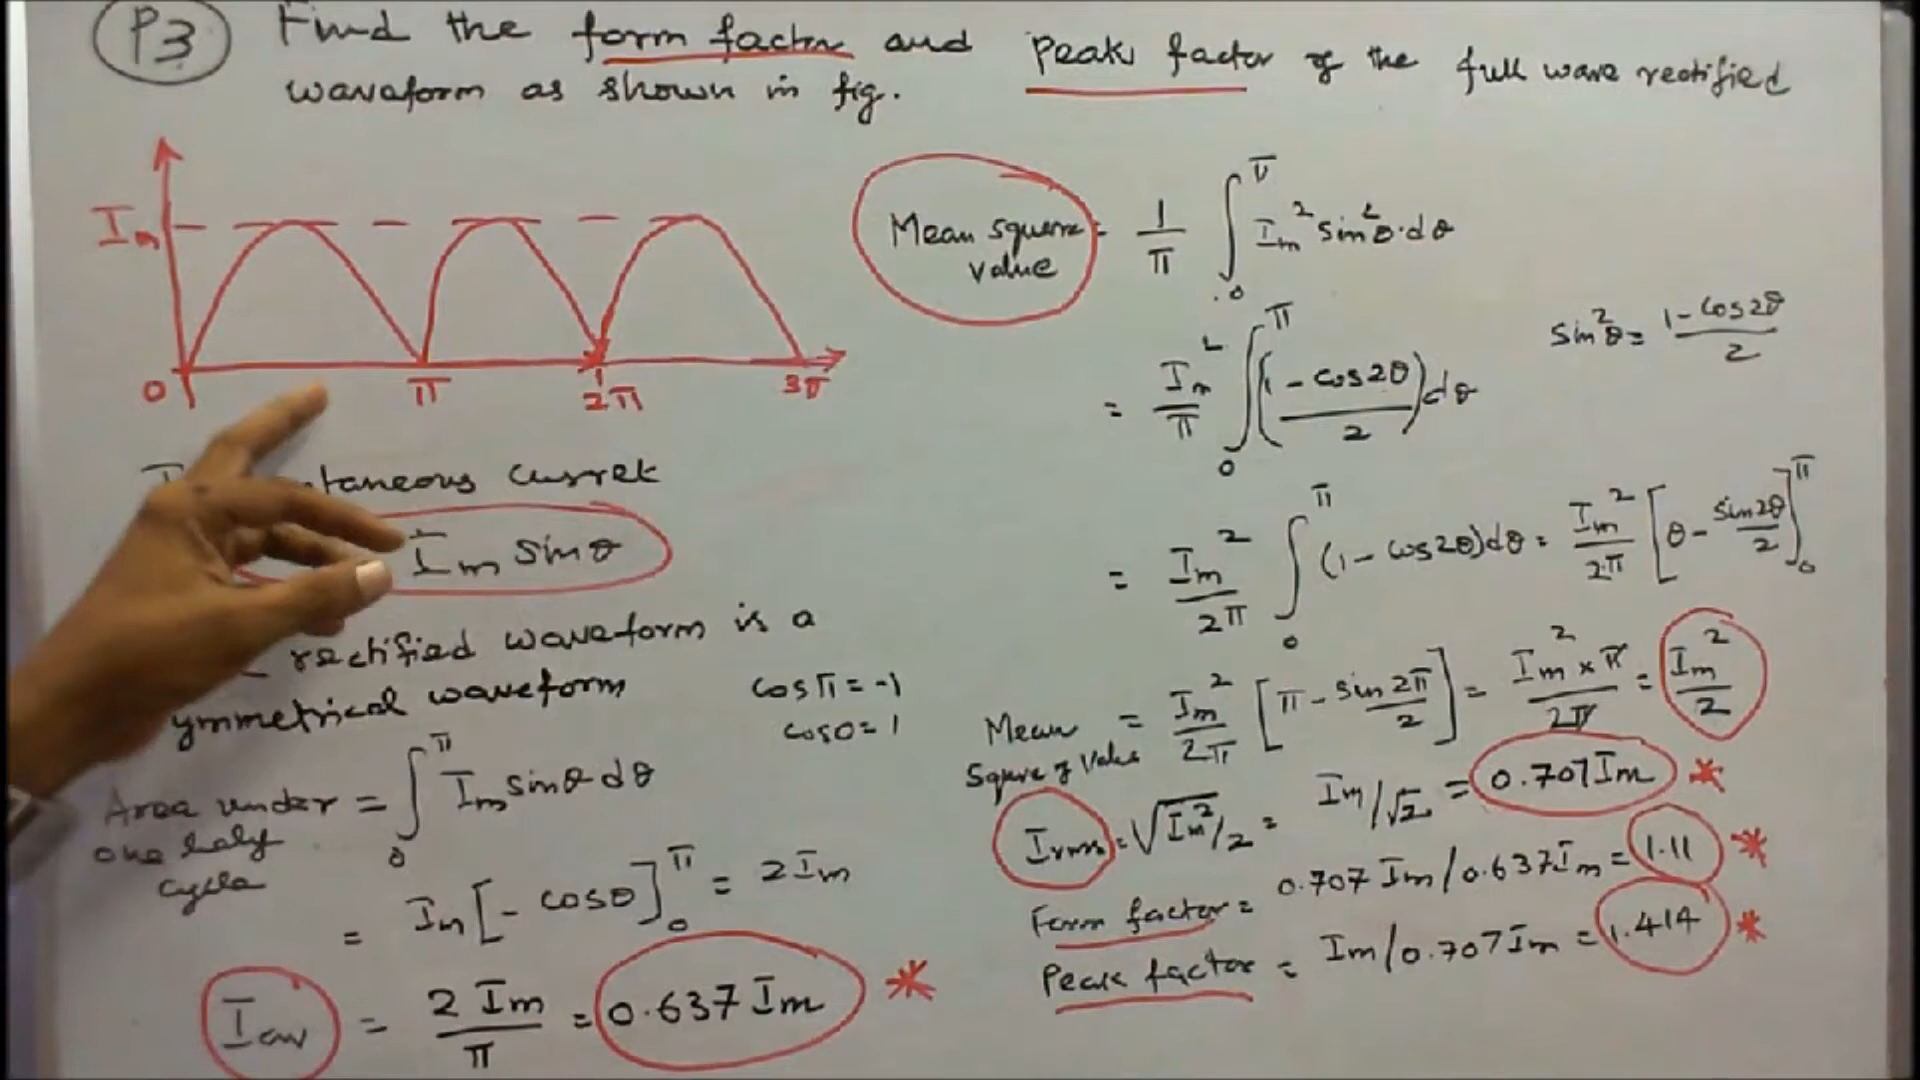 P3 Find the form factor and Peak factor of the full wave rectified
waveform as shown in fig.
Im
0 π 2π 3π
curret
Im sinθ
rectified waveform is a
ymmetrical waveform
cosπ = -1
cos0 = 1
Area under one half cycle = ∫₀^π Im sinθ dθ
= Im [- cosθ]₀^π = 2 Im
Iav = 2 Im / π = 0.637 Im *
Mean square value = 1/π ∫₀^π Im² sin²θ·dθ
sin²θ = (1 - cos2θ)/2
= Im²/π ∫₀^π ((1 - cos2θ)/2) dθ
= Im²/2π ∫₀^π (1 - cos2θ)dθ = Im²/2π [θ - sin2θ/2]₀^π
Mean Square of Value = Im²/2π [π - sin2π/2] = Im² × π/2π = Im²/2
Irms = √Im²/2 = Im/√2 = 0.707 Im *
Form factor = 0.707 Im/0.637 Im = 1.11 *
Peak factor = Im/0.707 Im = 1.414 *